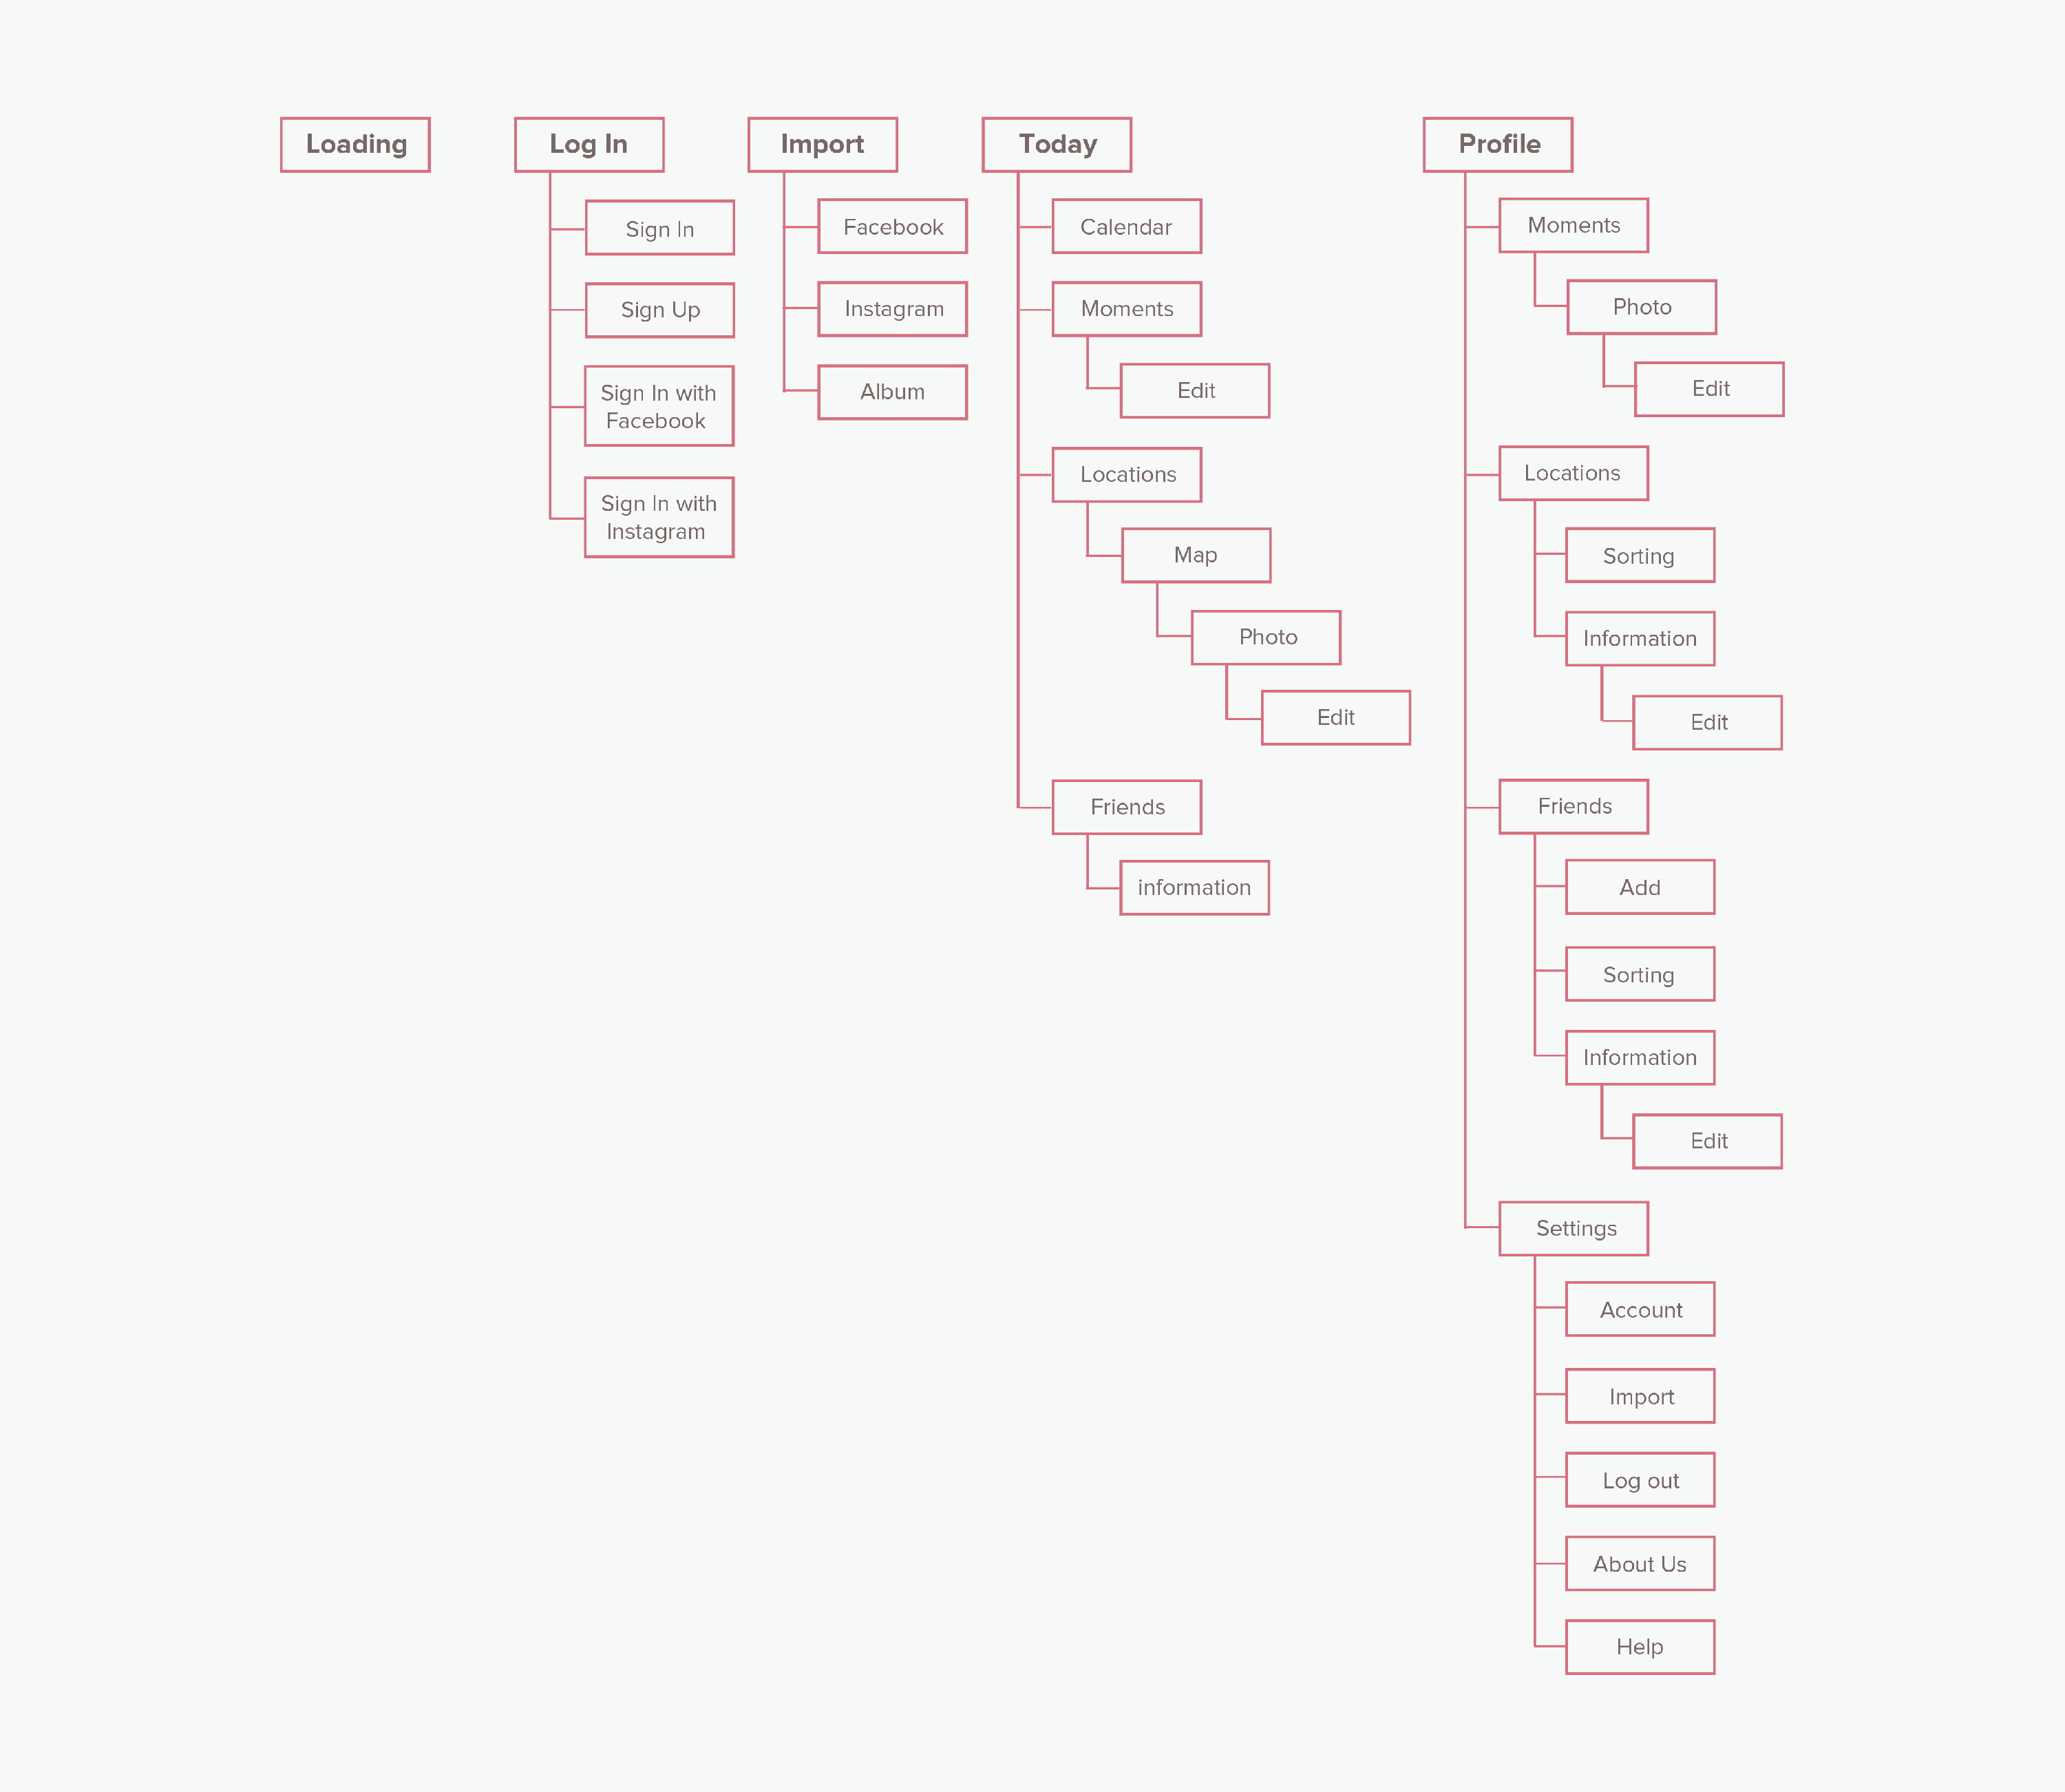 Loading
Log In
Sign In
Sign Up
Sign In with
Facebook
Sign In with
Instagram
Import
Facebook
Instagram
Album
Today
Calendar
Moments
Edit
Locations
Map
Photo
Edit
Friends
information
Profile
Moments
Photo
Edit
Locations
Sorting
Information
Edit
Friends
Add
Sorting
Information
Edit
Settings
Account
Import
Log out
About Us
Help